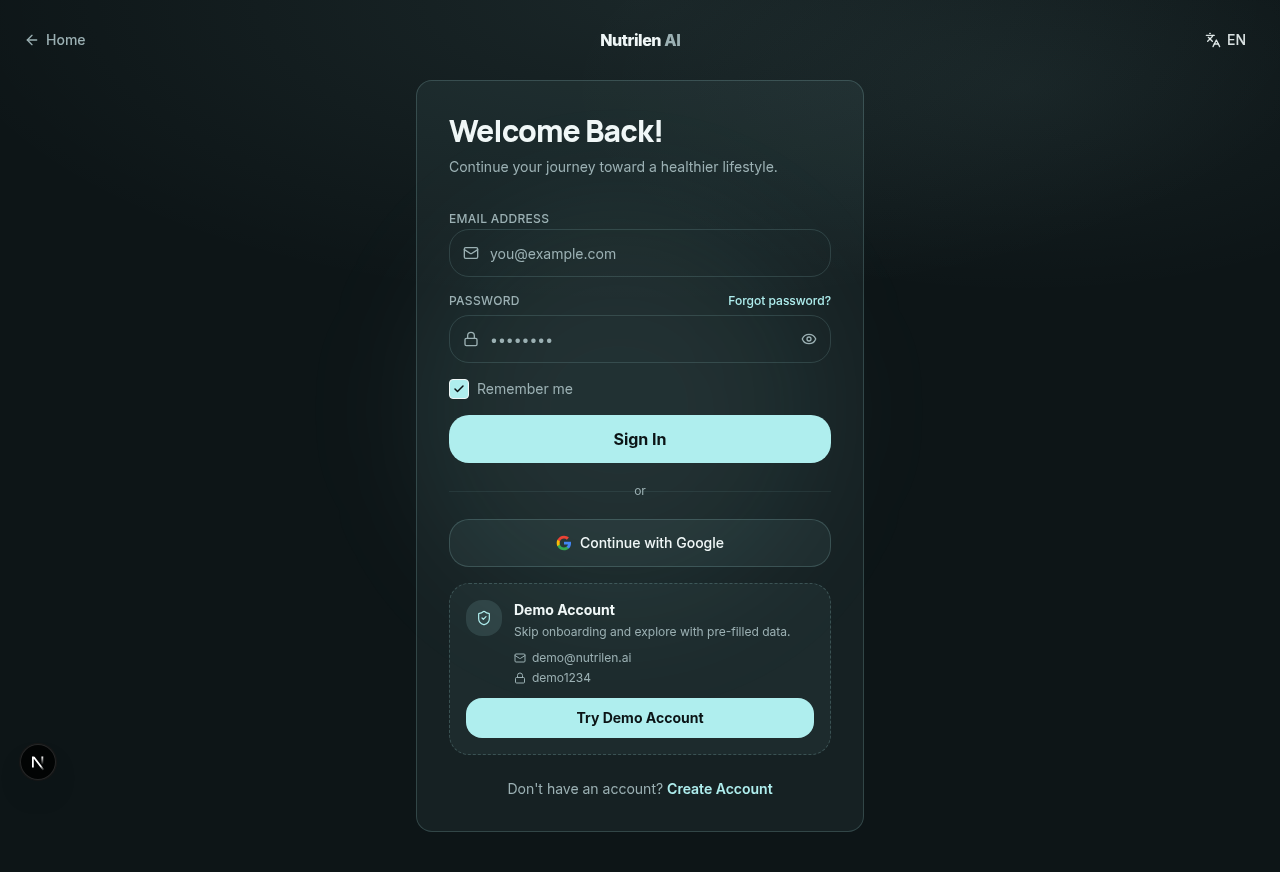 Home
Nutrilen AI
EN
Welcome Back!
Continue your journey toward a healthier lifestyle.
EMAIL ADDRESS
you@example.com
PASSWORD
Forgot password?
••••••••
Remember me
Sign In
or
Continue with Google
Demo Account
Skip onboarding and explore with pre-filled data.
demo@nutrilen.ai
demo1234
Try Demo Account
Don't have an account? Create Account
N